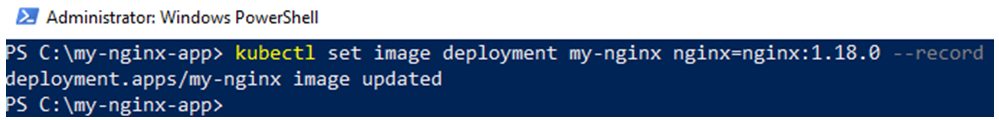 Administrator: Windows PowerShell
PS C:\my-nginx-app> kubectl set image deployment my-nginx nginx=nginx:1.18.0 --record
deployment.apps/my-nginx image updated
PS C:\my-nginx-app>